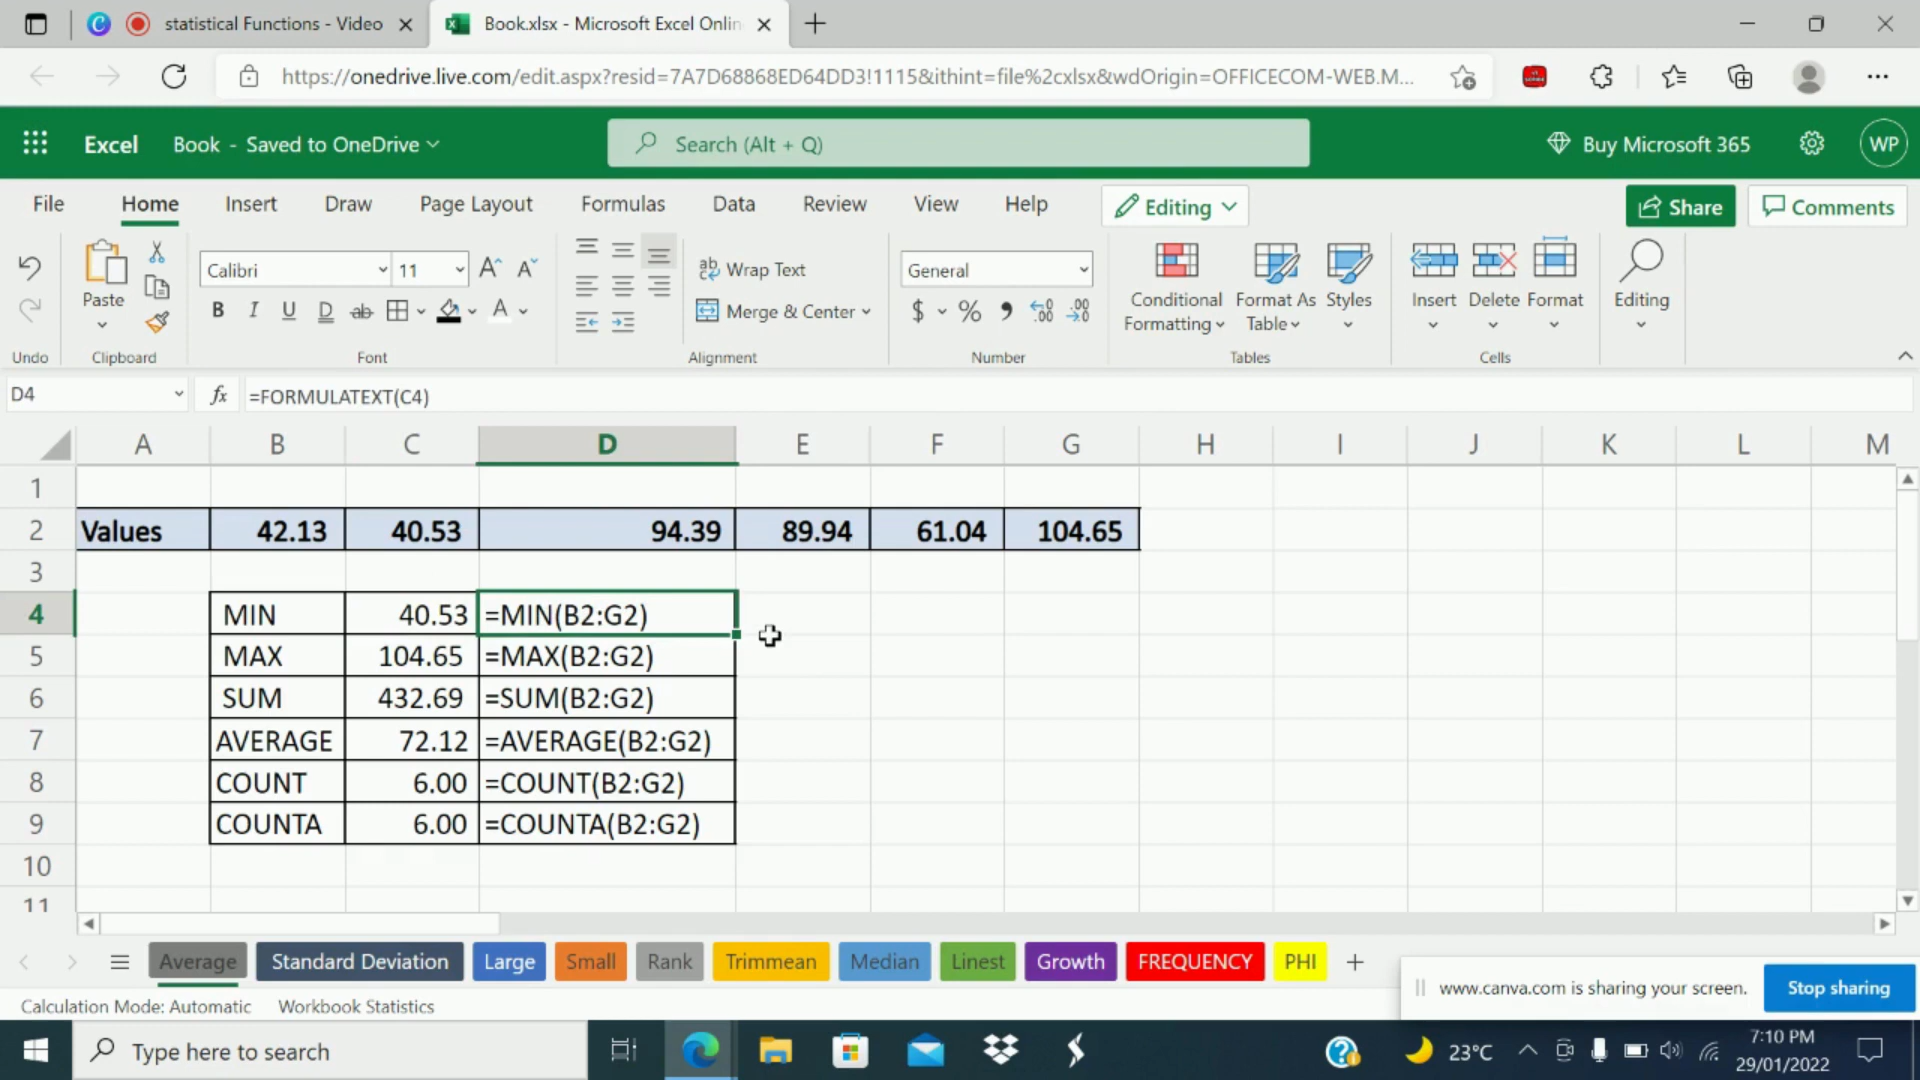 statistical Functions - Video
Book.xlsx - Microsoft Excel Onlin
https://onedrive.live.com/edit.aspx?resid=7A7D68868ED64DD3!1115&ithint=file%2cxlsx&wdOrigin=OFFICECOM-WEB.M...
Excel Book - Saved to OneDrive
Search (Alt + Q)
Buy Microsoft 365
WP
File Home Insert Draw Page Layout Formulas Data Review View Help Editing Share Comments
Paste
Calibri 11
Wrap Text
General
Merge & Center
Conditional Formatting
Format As Table
Styles
Insert Delete Format
Editing
Undo Clipboard Font Alignment Number Tables Cells
D4 fx =FORMULATEXT(C4)
A B C D E F G H I J K L M
1
2 Values 42.13 40.53 94.39 89.94 61.04 104.65
3
4 MIN 40.53 =MIN(B2:G2)
5 MAX 104.65 =MAX(B2:G2)
6 SUM 432.69 =SUM(B2:G2)
7 AVERAGE 72.12 =AVERAGE(B2:G2)
8 COUNT 6.00 =COUNT(B2:G2)
9 COUNTA 6.00 =COUNTA(B2:G2)
10
11
Average Standard Deviation Large Small Rank Trimmean Median Linest Growth FREQUENCY PHI
www.canva.com is sharing your screen. Stop sharing
Calculation Mode: Automatic Workbook Statistics
Type here to search
23°C
7:10 PM
29/01/2022